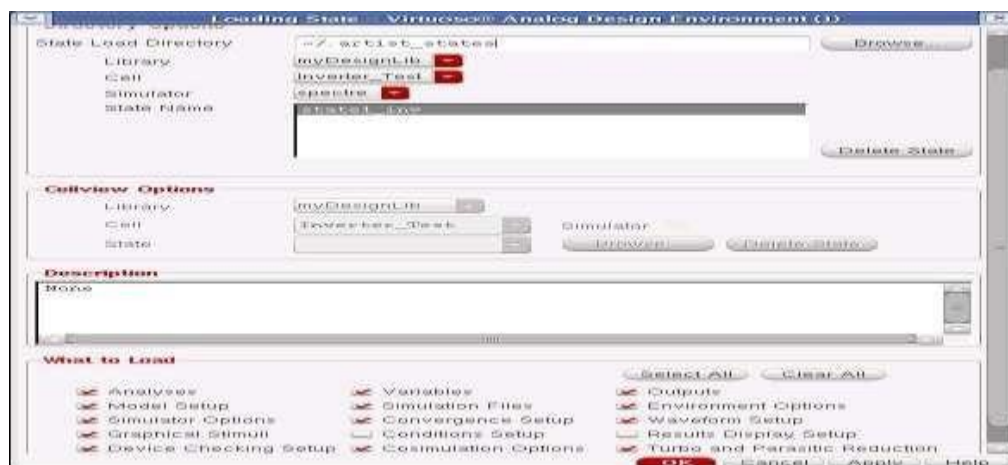 Loading State - Virtuoso® Analog Design Environment (1)
Directory Options
State Load Directory ~/.artist_states Browse...
Library myDesignLib
Cell Inverter_Test
Simulator spectre
State Name state1_inv
Delete State
Cellview Options
Library myDesignLib
Cell Inverter_Test Simulator
State Browse... Delete State
Description
None
What to Load
Select All Clear All
Analyses Variables Outputs
Model Setup Simulation Files Environment Options
Simulator Options Convergence Setup Waveform Setup
Graphical Stimuli Conditions Setup Results Display Setup
Device Checking Setup Cosimulation Options Turbo and Parasitic Reduction
OK Cancel Apply Help